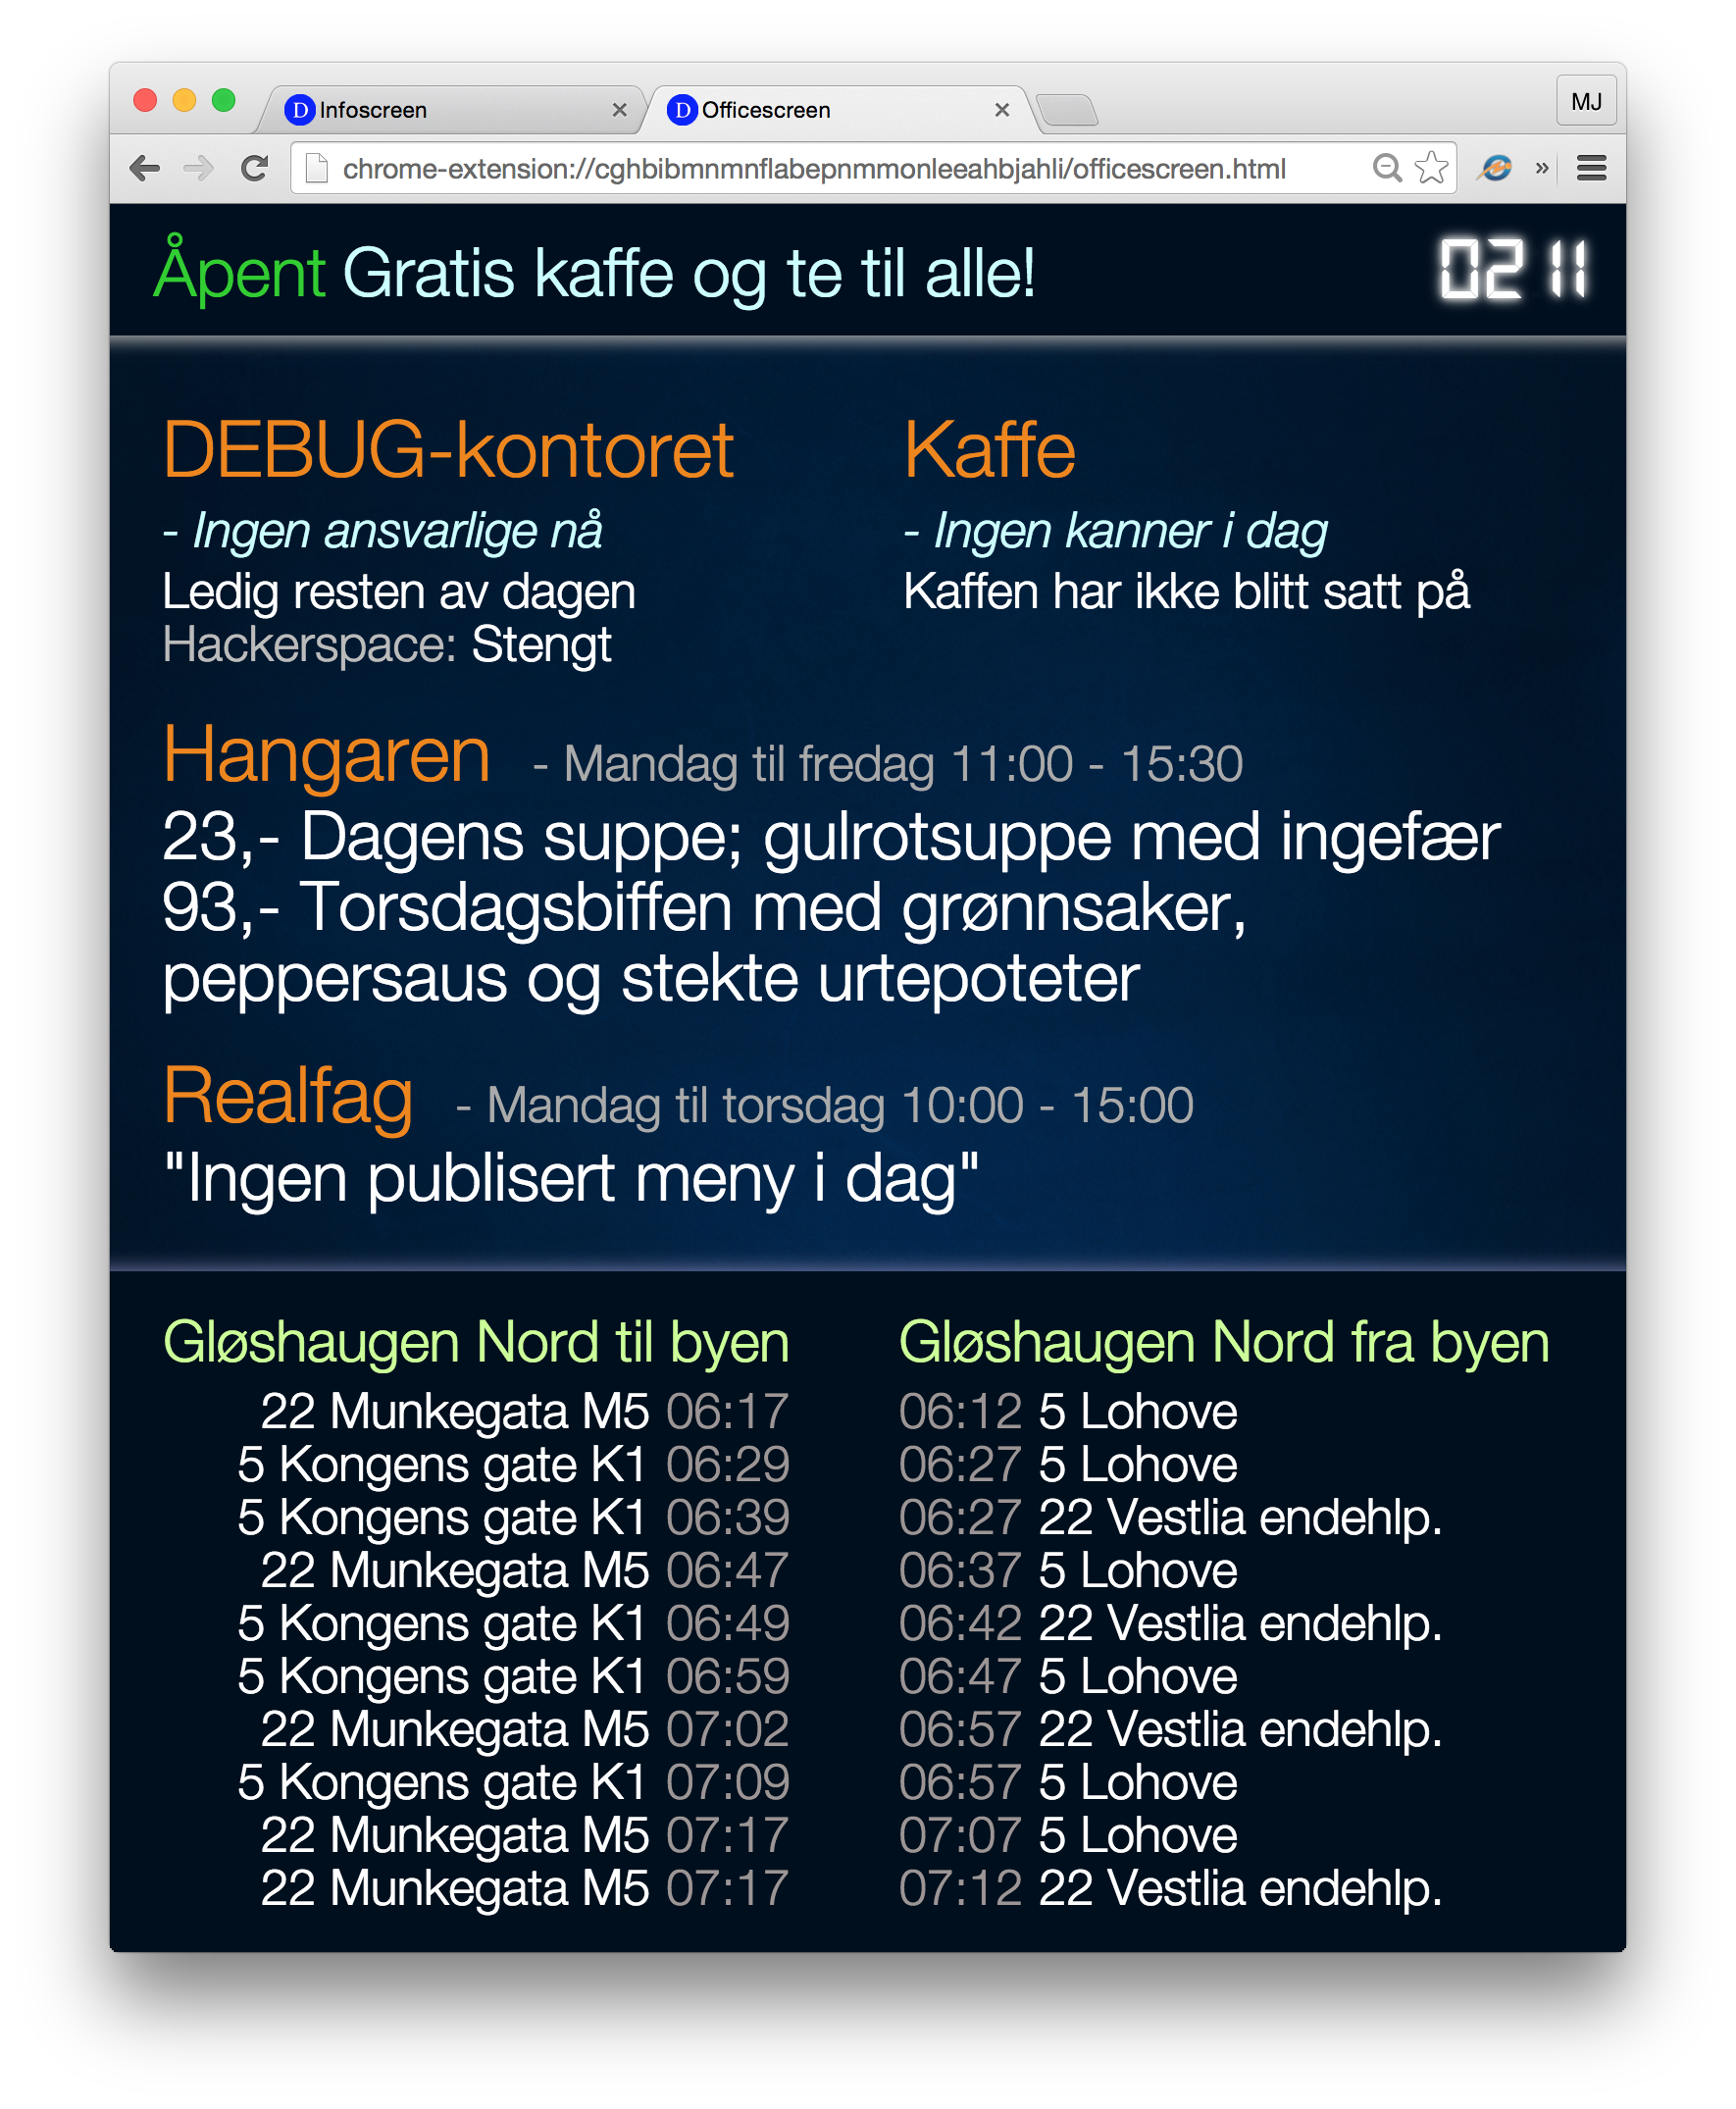 D Infoscreen
D Officescreen
MJ
chrome-extension://cghbibmnmnflabepnmmonleeahbjahli/officescreen.html
»
Åpent Gratis kaffe og te til alle!
02 11
DEBUG-kontoret
- Ingen ansvarlige nå
Ledig resten av dagen
Hackerspace: Stengt
Kaffe
- Ingen kanner i dag
Kaffen har ikke blitt satt på
Hangaren - Mandag til fredag 11:00 - 15:30
23,- Dagens suppe; gulrotsuppe med ingefær
93,- Torsdagsbiffen med grønnsaker,
peppersaus og stekte urtepoteter
Realfag - Mandag til torsdag 10:00 - 15:00
"Ingen publisert meny i dag"
Gløshaugen Nord til byen
22 Munkegata M5 06:17
5 Kongens gate K1 06:29
5 Kongens gate K1 06:39
22 Munkegata M5 06:47
5 Kongens gate K1 06:49
5 Kongens gate K1 06:59
22 Munkegata M5 07:02
5 Kongens gate K1 07:09
22 Munkegata M5 07:17
22 Munkegata M5 07:17
Gløshaugen Nord fra byen
06:12 5 Lohove
06:27 5 Lohove
06:27 22 Vestlia endehlp.
06:37 5 Lohove
06:42 22 Vestlia endehlp.
06:47 5 Lohove
06:57 22 Vestlia endehlp.
06:57 5 Lohove
07:07 5 Lohove
07:12 22 Vestlia endehlp.